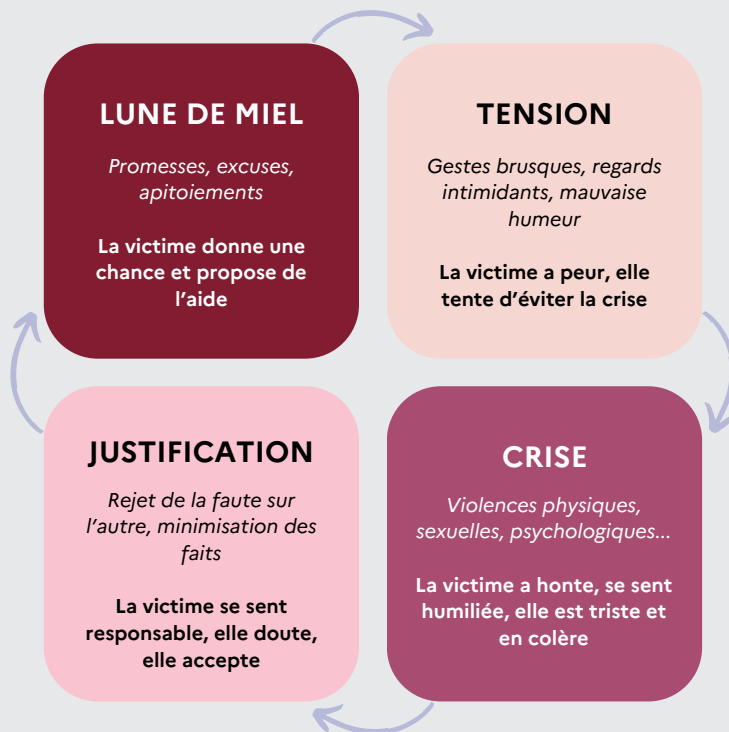 LUNE DE MIEL
Promesses, excuses,
apitoiements
La victime donne une
chance et propose de
l'aide
TENSION
Gestes brusques, regards
intimidants, mauvaise
humeur
La victime a peur, elle
tente d'éviter la crise
JUSTIFICATION
Rejet de la faute sur
l'autre, minimisation des
faits
La victime se sent
responsable, elle doute,
elle accepte
CRISE
Violences physiques,
sexuelles, psychologiques...
La victime a honte, se sent
humiliée, elle est triste et
en colère